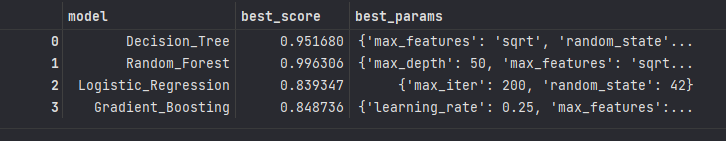 model best_score best_params
0 Decision_Tree 0.951680 {'max_features': 'sqrt', 'random_state'...
1 Random_Forest 0.996306 {'max_depth': 50, 'max_features': 'sqrt...
2 Logistic_Regression 0.839347 {'max_iter': 200, 'random_state': 42}
3 Gradient_Boosting 0.848736 {'learning_rate': 0.25, 'max_features':...